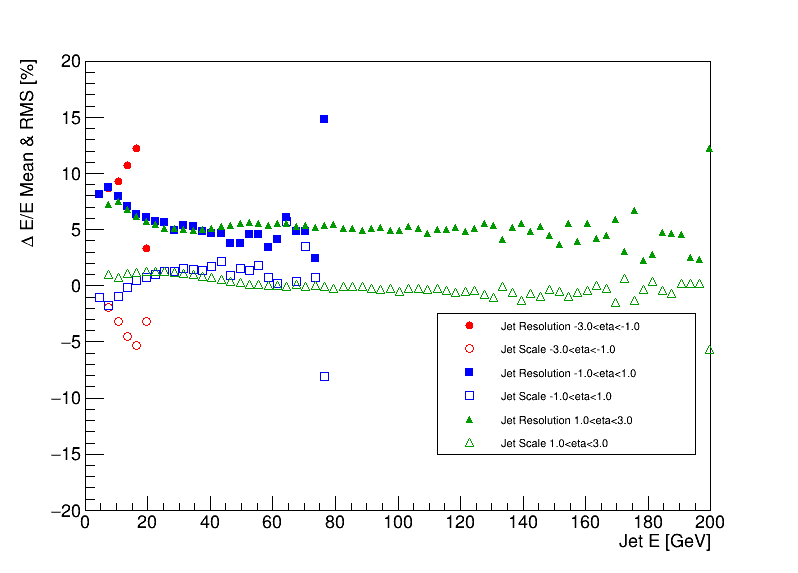 Δ E/E Mean & RMS [%]
20
15
10
5
0
−5
−10
−15
−20
Jet Resolution -3.0<eta<-1.0
Jet Scale -3.0<eta<-1.0
Jet Resolution -1.0<eta<1.0
Jet Scale -1.0<eta<1.0
Jet Resolution 1.0<eta<3.0
Jet Scale 1.0<eta<3.0
0 20 40 60 80 100 120 140 160 180 200
Jet E [GeV]